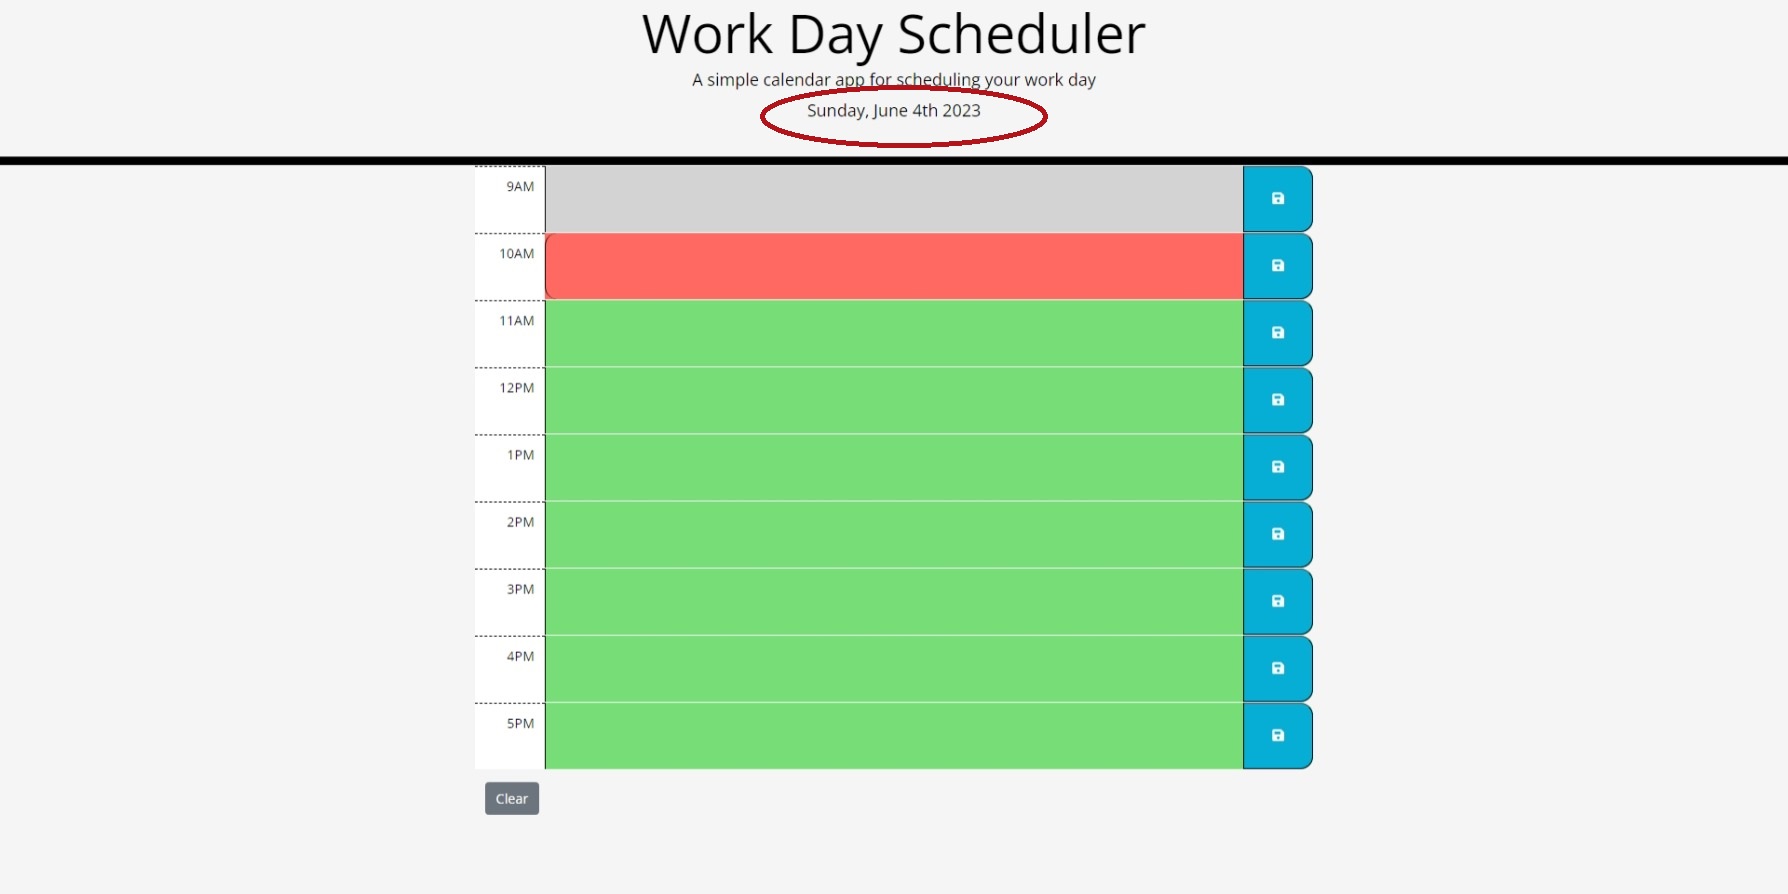 Work Day Scheduler
A simple calendar app for scheduling your work day
Sunday, June 4th 2023
9AM
10AM
11AM
12PM
1PM
2PM
3PM
4PM
5PM
Clear